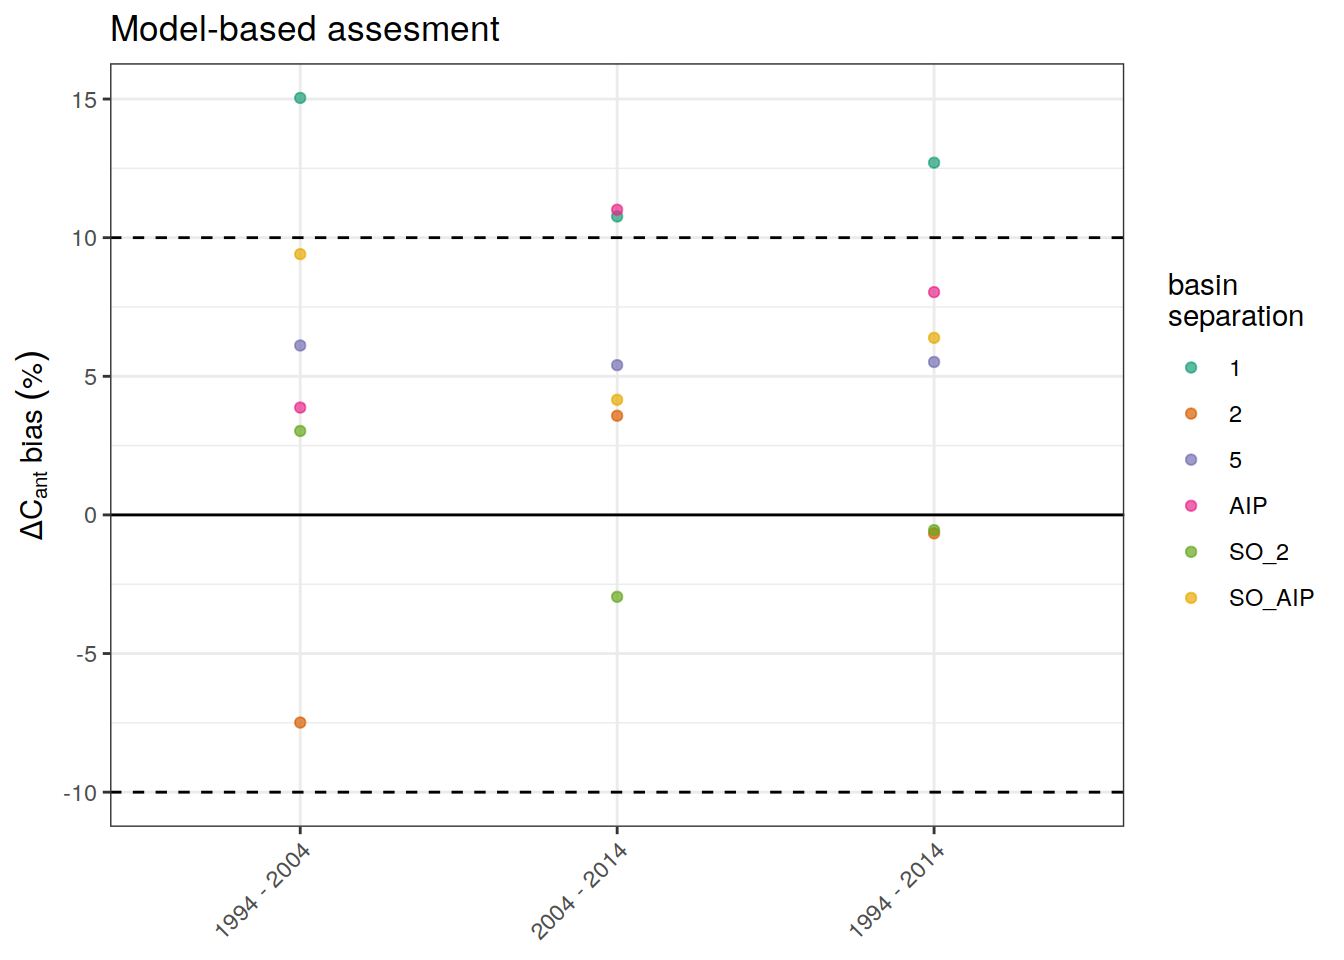 Model-based assesment
ΔCant bias (%)
15
10
5
0
-5
-10
1994 - 2004
2004 - 2014
1994 - 2014
basin
separation
1
2
5
AIP
SO_2
SO_AIP